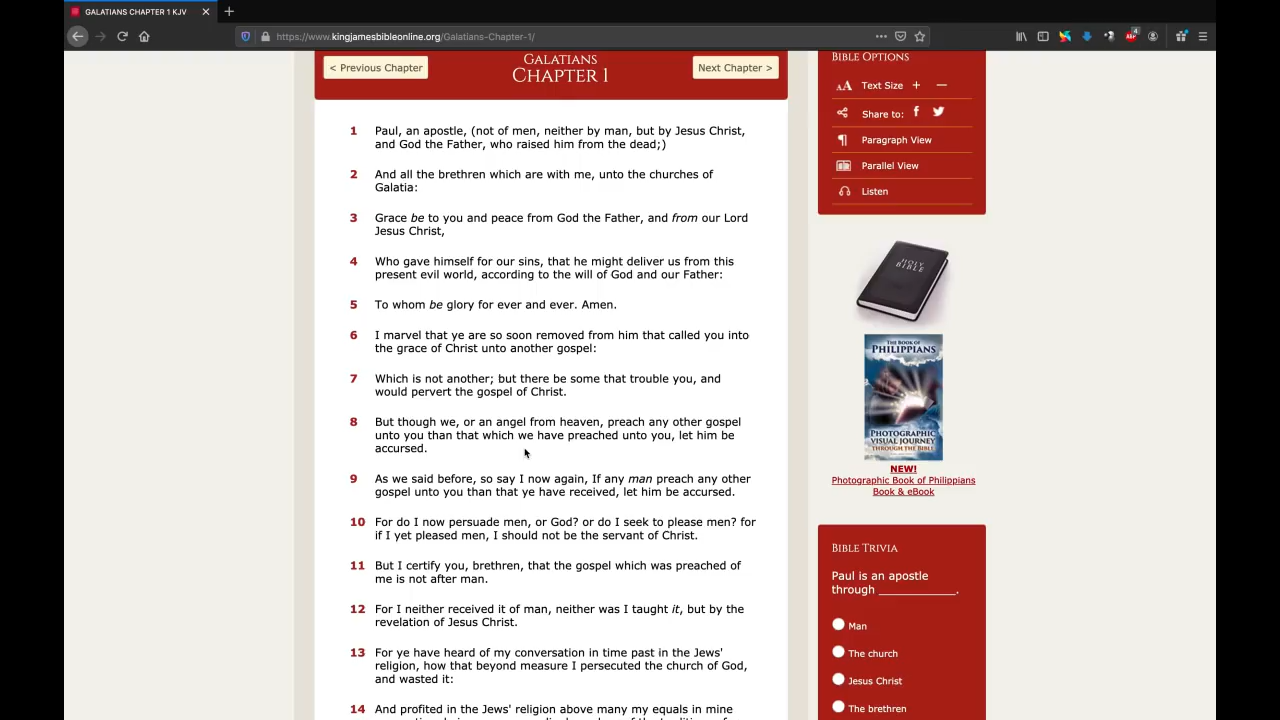 GALATIANS CHAPTER 1 KJV
https://www.kingjamesbibleonline.org/Galatians-Chapter-1/
4
< Previous Chapter
GALATIANS
CHAPTER 1
Next Chapter >
1 Paul, an apostle, (not of men, neither by man, but by Jesus Christ,
and God the Father, who raised him from the dead;)
2 And all the brethren which are with me, unto the churches of
Galatia:
3 Grace be to you and peace from God the Father, and from our Lord
Jesus Christ,
4 Who gave himself for our sins, that he might deliver us from this
present evil world, according to the will of God and our Father:
5 To whom be glory for ever and ever. Amen.
6 I marvel that ye are so soon removed from him that called you into
the grace of Christ unto another gospel:
7 Which is not another; but there be some that trouble you, and
would pervert the gospel of Christ.
8 But though we, or an angel from heaven, preach any other gospel
unto you than that which we have preached unto you, let him be
accursed.
9 As we said before, so say I now again, If any man preach any other
gospel unto you than that ye have received, let him be accursed.
10 For do I now persuade men, or God? or do I seek to please men? for
if I yet pleased men, I should not be the servant of Christ.
11 But I certify you, brethren, that the gospel which was preached of
me is not after man.
12 For I neither received it of man, neither was I taught it, but by the
revelation of Jesus Christ.
13 For ye have heard of my conversation in time past in the Jews'
religion, how that beyond measure I persecuted the church of God,
and wasted it:
14 And profited in the Jews' religion above many my equals in mine
BIBLE OPTIONS
AA Text Size + —
Share to:
Paragraph View
Parallel View
Listen
HOLY
BIBLE
THE BOOK OF
PHILIPPIANS
PHOTOGRAPHIC
VISUAL JOURNEY
THROUGH THE BIBLE
NEW!
Photographic Book of Philippians
Book & eBook
BIBLE TRIVIA
Paul is an apostle
through ____________.
Man
The church
Jesus Christ
The brethren